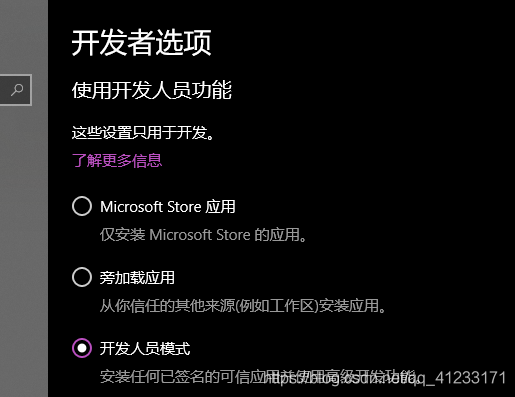 开发者选项
使用开发人员功能
这些设置只用于开发。
了解更多信息
Microsoft Store 应用
仅安装 Microsoft Store 的应用。
旁加载应用
从你信任的其他来源(例如工作区)安装应用。
开发人员模式
安装任何已签名的可信应用并使用高级开发功能。
https://blog.csdn.net/qq_41233171